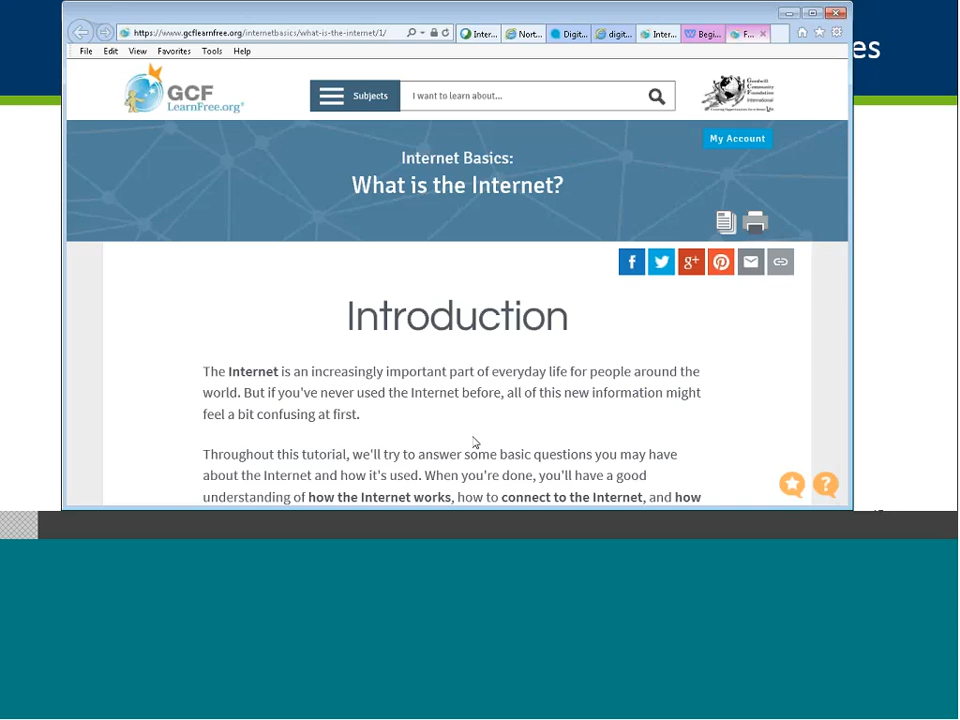 es
https://www.gcflearnfree.org/internetbasics/what-is-the-internet/1/
Inter... Nort... Digit... digit... Inter... Begi... F...
File Edit View Favorites Tools Help
GCF
LearnFree.org®
Subjects
I want to learn about...
Goodwill
Community
Foundation
International
My Account
Internet Basics:
What is the Internet?
f g+
Introduction
The Internet is an increasingly important part of everyday life for people around the
world. But if you've never used the Internet before, all of this new information might
feel a bit confusing at first.
Throughout this tutorial, we'll try to answer some basic questions you may have
about the Internet and how it's used. When you're done, you'll have a good
understanding of how the Internet works, how to connect to the Internet, and how
?